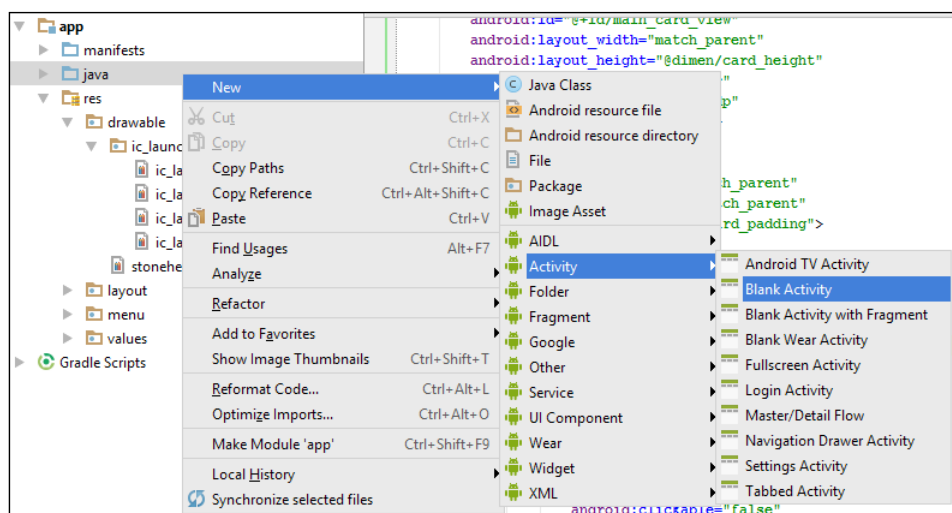 app
manifests
java
res
drawable
ic_launc
ic_la
ic_la
ic_la
ic_la
stonehe
layout
menu
values
Gradle Scripts
android:id="@+id/main_card_view"
android:layout_width="match_parent"
android:layout_height="@dimen/card_height"
"
p"
h_parent"
ch_parent"
rd_padding">
android:clickable="false"
New
Cut Ctrl+X
Copy Ctrl+C
Copy Paths Ctrl+Shift+C
Copy Reference Ctrl+Alt+Shift+C
Paste Ctrl+V
Find Usages Alt+F7
Analyze
Refactor
Add to Favorites
Show Image Thumbnails Ctrl+Shift+T
Reformat Code... Ctrl+Alt+L
Optimize Imports... Ctrl+Alt+O
Make Module 'app' Ctrl+Shift+F9
Local History
Synchronize selected files
Java Class
Android resource file
Android resource directory
File
Package
Image Asset
AIDL
Activity
Folder
Fragment
Google
Other
Service
UI Component
Wear
Widget
XML
Android TV Activity
Blank Activity
Blank Activity with Fragment
Blank Wear Activity
Fullscreen Activity
Login Activity
Master/Detail Flow
Navigation Drawer Activity
Settings Activity
Tabbed Activity